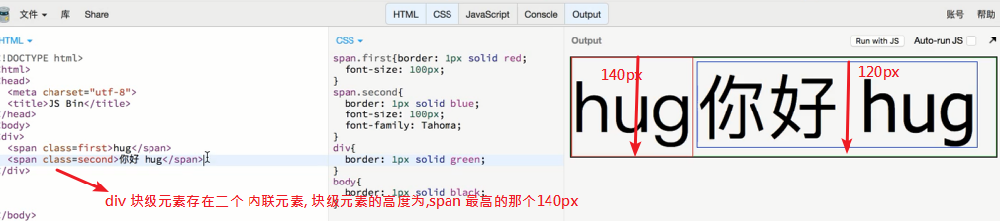 文件 库 Share HTML CSS JavaScript Console Output 账号 帮助
HTML CSS Output Run with JS Auto-run JS
!DOCTYPE html>
html>
head>
<meta charset="utf-8">
<title>JS Bin</title>
/head>
body>
div>
<span class=first>hug</span>
<span class=second>你好 hug</span>
/div>
span.first{border: 1px solid red;
font-size: 100px;
}
span.second{
border: 1px solid blue;
font-size: 100px;
font-family: Tahoma;
}
div{
border: 1px solid green;
}
body{
border: 1px solid black;
140px
120px
hug 你好 hug
div 块级元素存在二个 内联元素, 块级元素的高度为,span 最高的那个140px